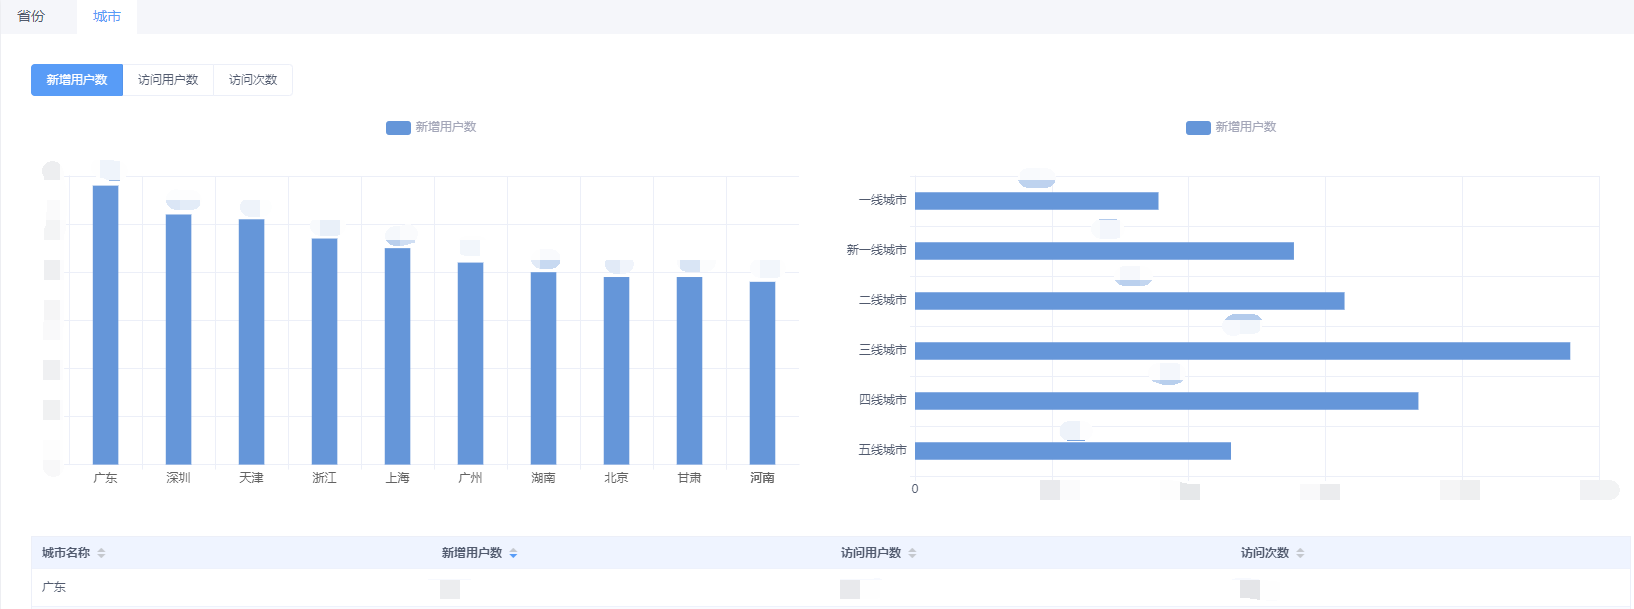 省份 城市
新增用户数 访问用户数 访问次数
新增用户数
广东 深圳 天津 浙江 上海 广州 湖南 北京 甘肃 河南
新增用户数
一线城市
新一线城市
二线城市
三线城市
四线城市
五线城市
0
城市名称 新增用户数 访问用户数 访问次数
广东